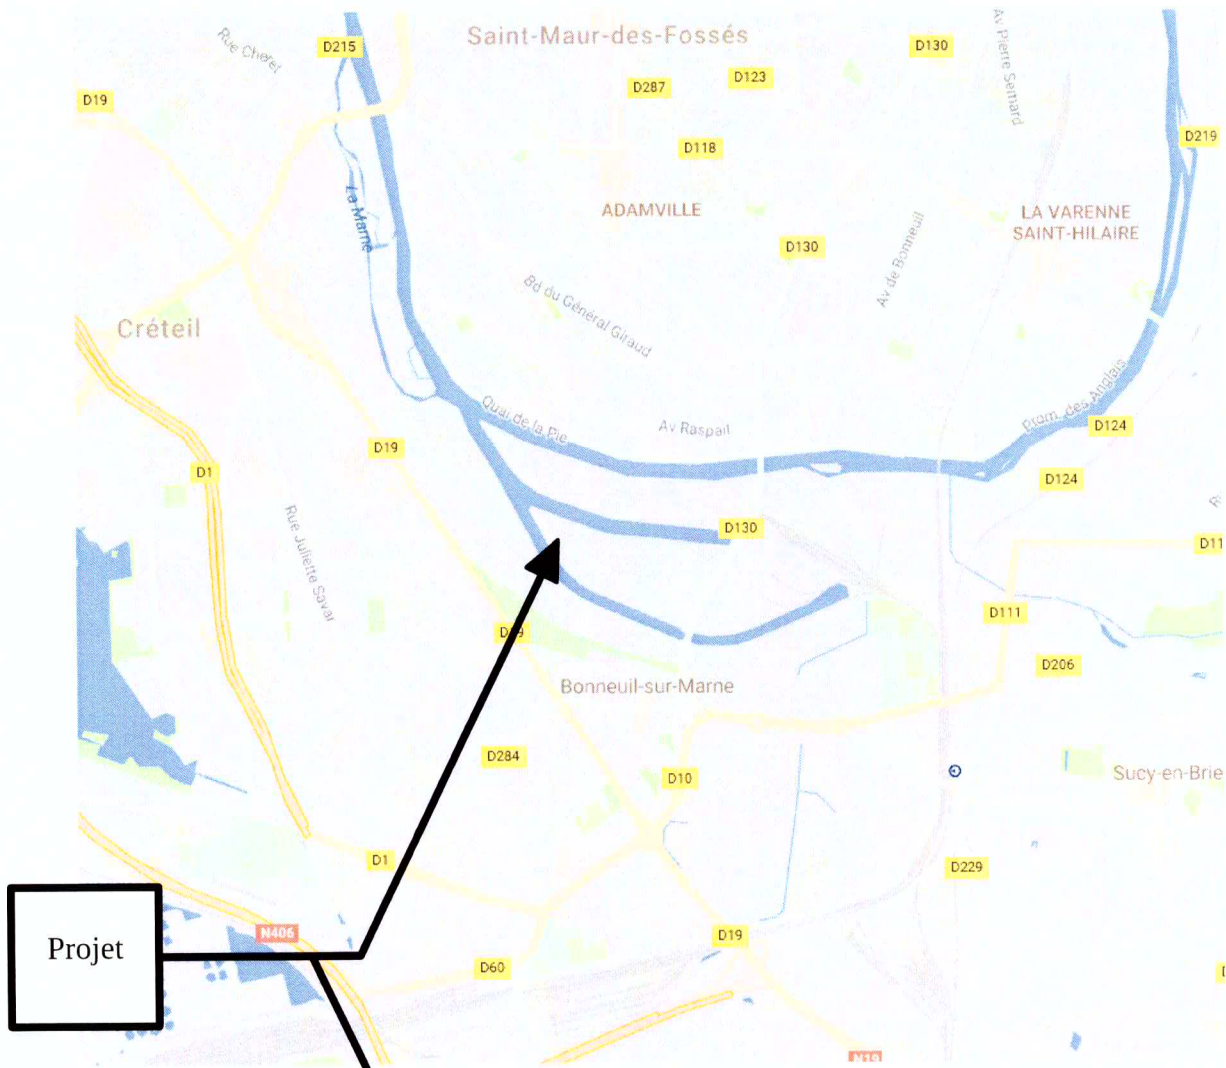 Saint-Maur-des-Fossés
Rue Chéret
D215
D130
Av Pierre Semard
D19
D287
D123
D219
D118
La Marne
ADAMVILLE
LA VARENNE
SAINT-HILAIRE
D130
Av de Bonneuil
Bd du Général Giraud
Créteil
Quai de la Pie
Av Raspail
Prom. des Anglais
D124
D19
D1
D124
Rue Juliette Savar
D130
D11
D111
D206
Bonneuil-sur-Marne
D284
D10
Sucy-en-Brie
D1
D229
N406
D19
Projet
D60
N19